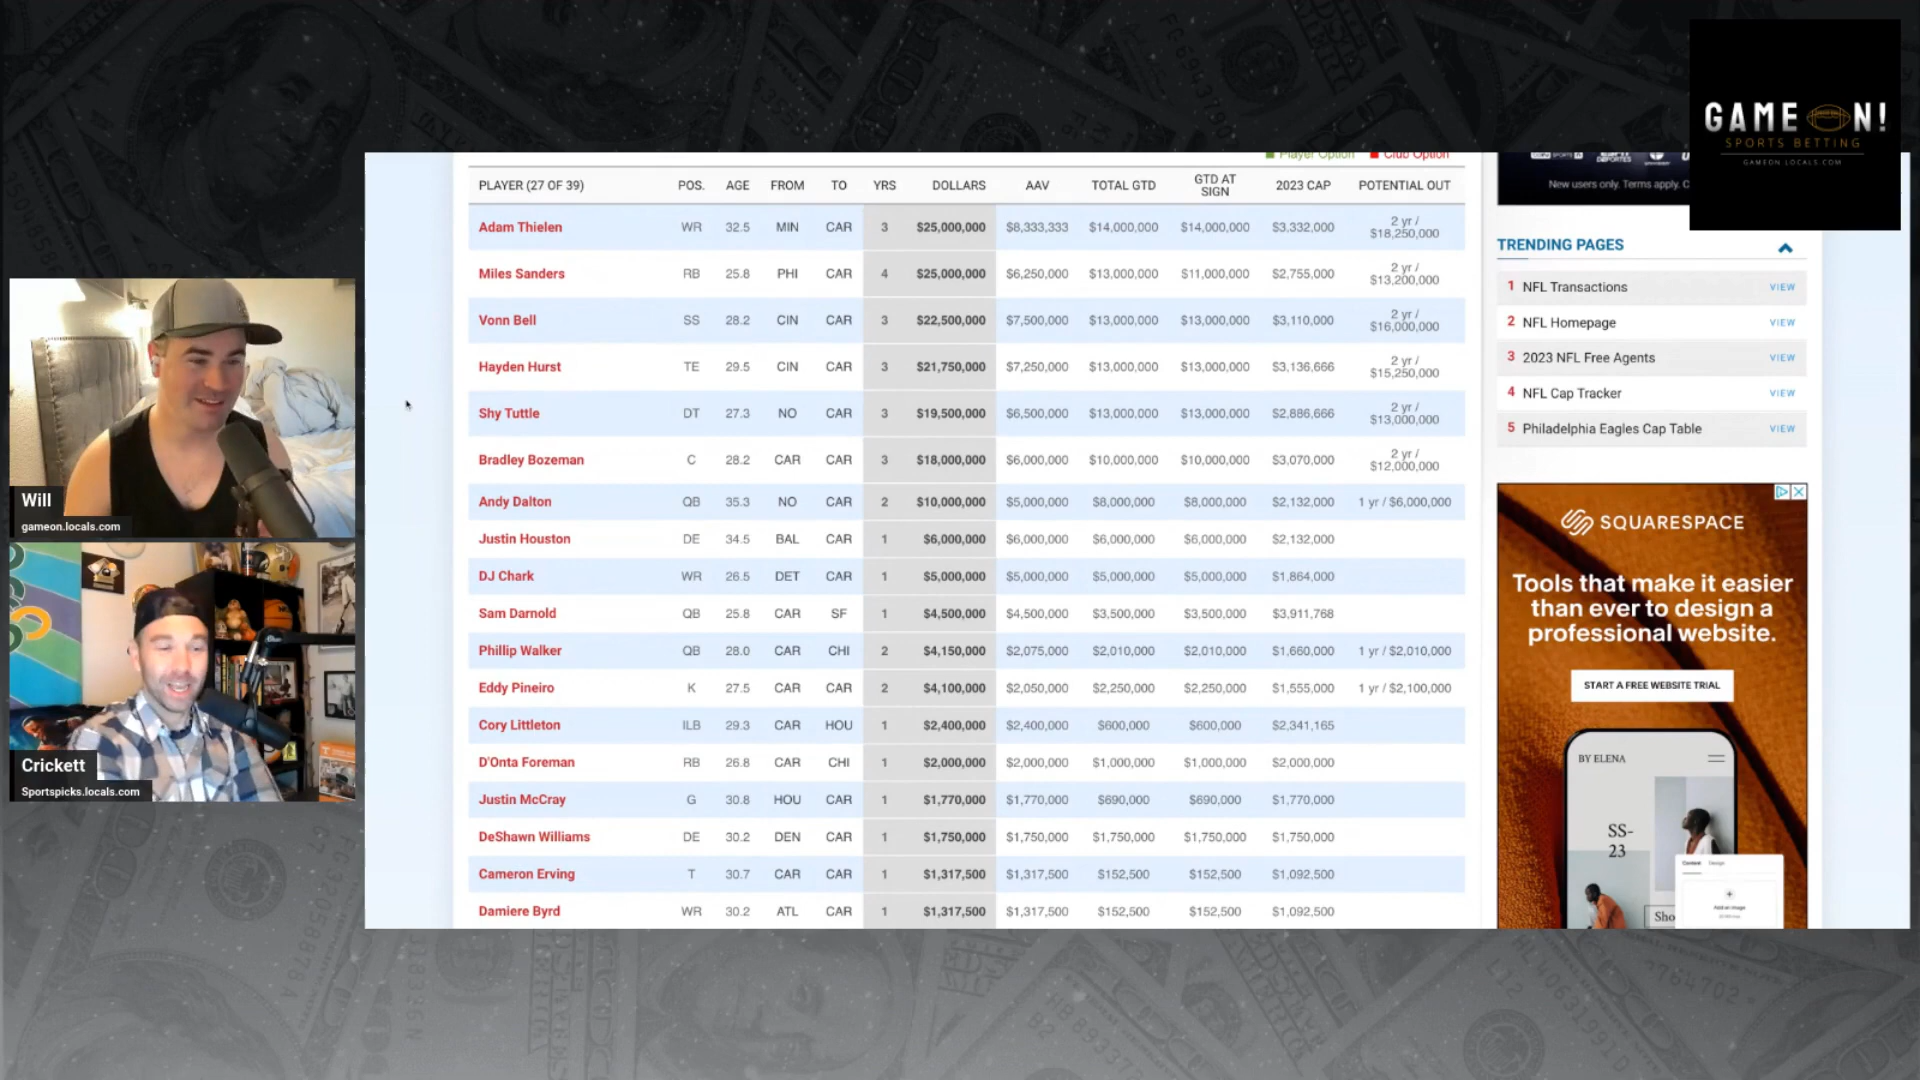 GAME ON!
SPORTS BETTING
GAMEON.LOCALS.COM
Player Option Club Option
New users only. Terms apply.
PLAYER (27 OF 39) POS. AGE FROM TO YRS DOLLARS AAV TOTAL GTD GTD AT SIGN 2023 CAP POTENTIAL OUT
Adam Thielen WR 32.5 MIN CAR 3 $25,000,000 $8,333,333 $14,000,000 $14,000,000 $3,332,000 2 yr / $18,250,000
Miles Sanders RB 25.8 PHI CAR 4 $25,000,000 $6,250,000 $13,000,000 $11,000,000 $2,755,000 2 yr / $13,200,000
Vonn Bell SS 28.2 CIN CAR 3 $22,500,000 $7,500,000 $13,000,000 $13,000,000 $3,110,000 2 yr / $16,000,000
Hayden Hurst TE 29.5 CIN CAR 3 $21,750,000 $7,250,000 $13,000,000 $13,000,000 $3,136,666 2 yr / $15,250,000
Shy Tuttle DT 27.3 NO CAR 3 $19,500,000 $6,500,000 $13,000,000 $13,000,000 $2,886,666 2 yr / $13,000,000
Bradley Bozeman C 28.2 CAR CAR 3 $18,000,000 $6,000,000 $10,000,000 $10,000,000 $3,070,000 2 yr / $12,000,000
Andy Dalton QB 35.3 NO CAR 2 $10,000,000 $5,000,000 $8,000,000 $8,000,000 $2,132,000 1 yr / $6,000,000
Justin Houston DE 34.5 BAL CAR 1 $6,000,000 $6,000,000 $6,000,000 $6,000,000 $2,132,000
DJ Chark WR 26.5 DET CAR 1 $5,000,000 $5,000,000 $5,000,000 $5,000,000 $1,864,000
Sam Darnold QB 25.8 CAR SF 1 $4,500,000 $4,500,000 $3,500,000 $3,500,000 $3,911,768
Phillip Walker QB 28.0 CAR CHI 2 $4,150,000 $2,075,000 $2,010,000 $2,010,000 $1,660,000 1 yr / $2,010,000
Eddy Pineiro K 27.5 CAR CAR 2 $4,100,000 $2,050,000 $2,250,000 $2,250,000 $1,555,000 1 yr / $2,100,000
Cory Littleton ILB 29.3 CAR HOU 1 $2,400,000 $2,400,000 $600,000 $600,000 $2,341,165
D'Onta Foreman RB 26.8 CAR CHI 1 $2,000,000 $2,000,000 $1,000,000 $1,000,000 $2,000,000
Justin McCray G 30.8 HOU CAR 1 $1,770,000 $1,770,000 $690,000 $690,000 $1,770,000
DeShawn Williams DE 30.2 DEN CAR 1 $1,750,000 $1,750,000 $1,750,000 $1,750,000 $1,750,000
Cameron Erving T 30.7 CAR CAR 1 $1,317,500 $1,317,500 $152,500 $152,500 $1,092,500
Damiere Byrd WR 30.2 ATL CAR 1 $1,317,500 $1,317,500 $152,500 $152,500 $1,092,500
TRENDING PAGES
1 NFL Transactions VIEW
2 NFL Homepage VIEW
3 2023 NFL Free Agents VIEW
4 NFL Cap Tracker VIEW
5 Philadelphia Eagles Cap Table VIEW
SQUARESPACE
Tools that make it easier
than ever to design a
professional website.
START A FREE WEBSITE TRIAL
BY ELENA
SS-
23
Content Design
Add an image
Sho
Will
gameon.locals.com
Crickett
Sportspicks.locals.com